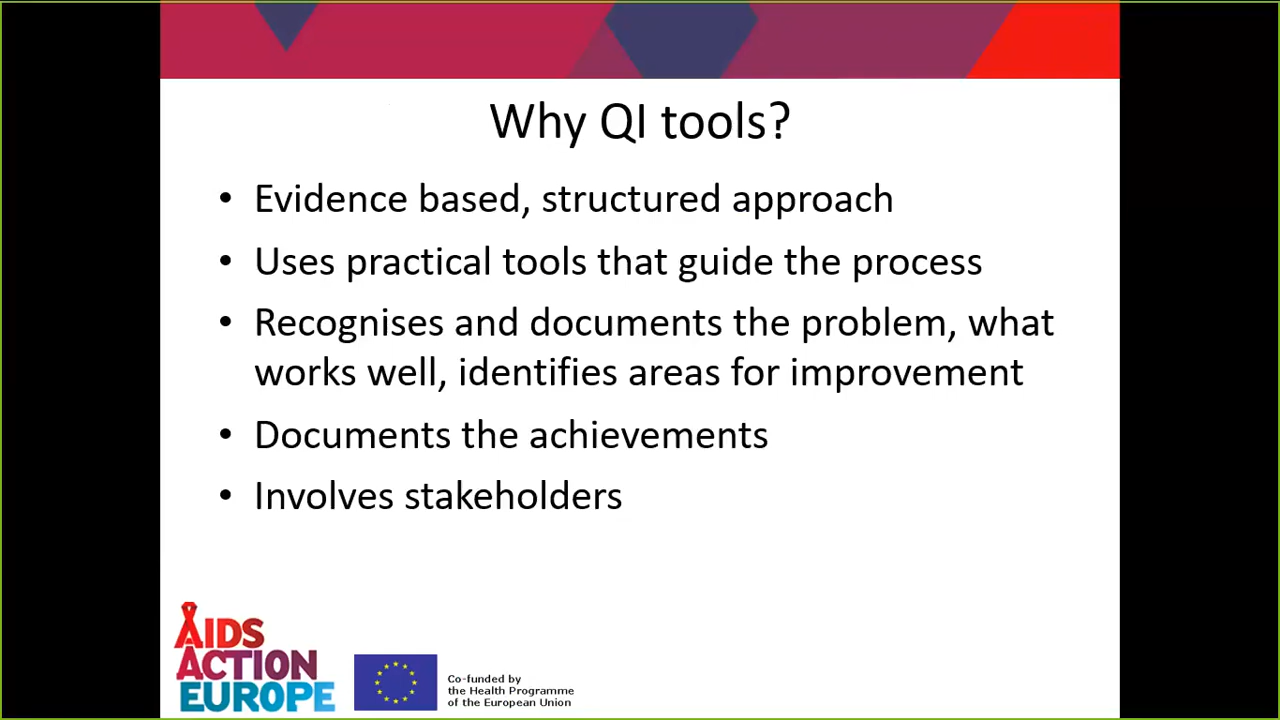 Why QI tools?
• Evidence based, structured approach
• Uses practical tools that guide the process
• Recognises and documents the problem, what
works well, identifies areas for improvement
• Documents the achievements
• Involves stakeholders
AIDS
ACTION
EUROPE
Co-funded by
the Health Programme
of the European Union